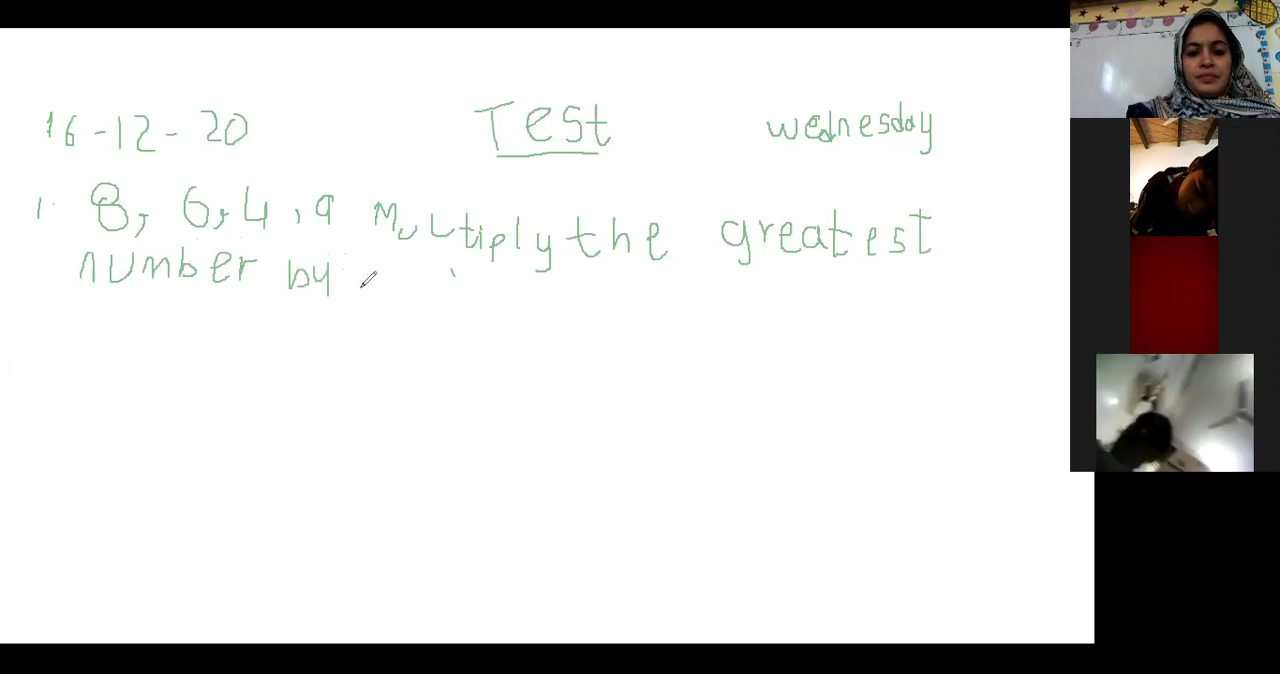 16-12-20 Test wednesday
1. 8, 6, 4, 9 Multiply the greatest
number by